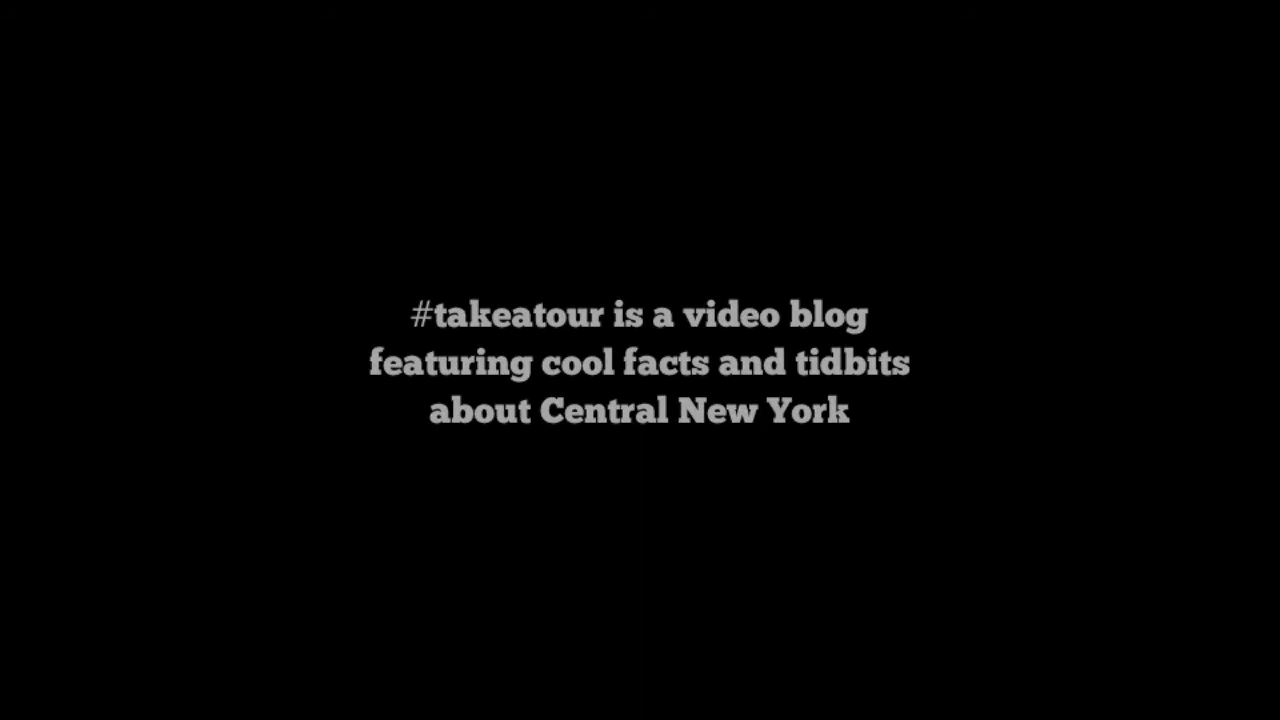 #takeatour is a video blog
featuring cool facts and tidbits
about Central New York